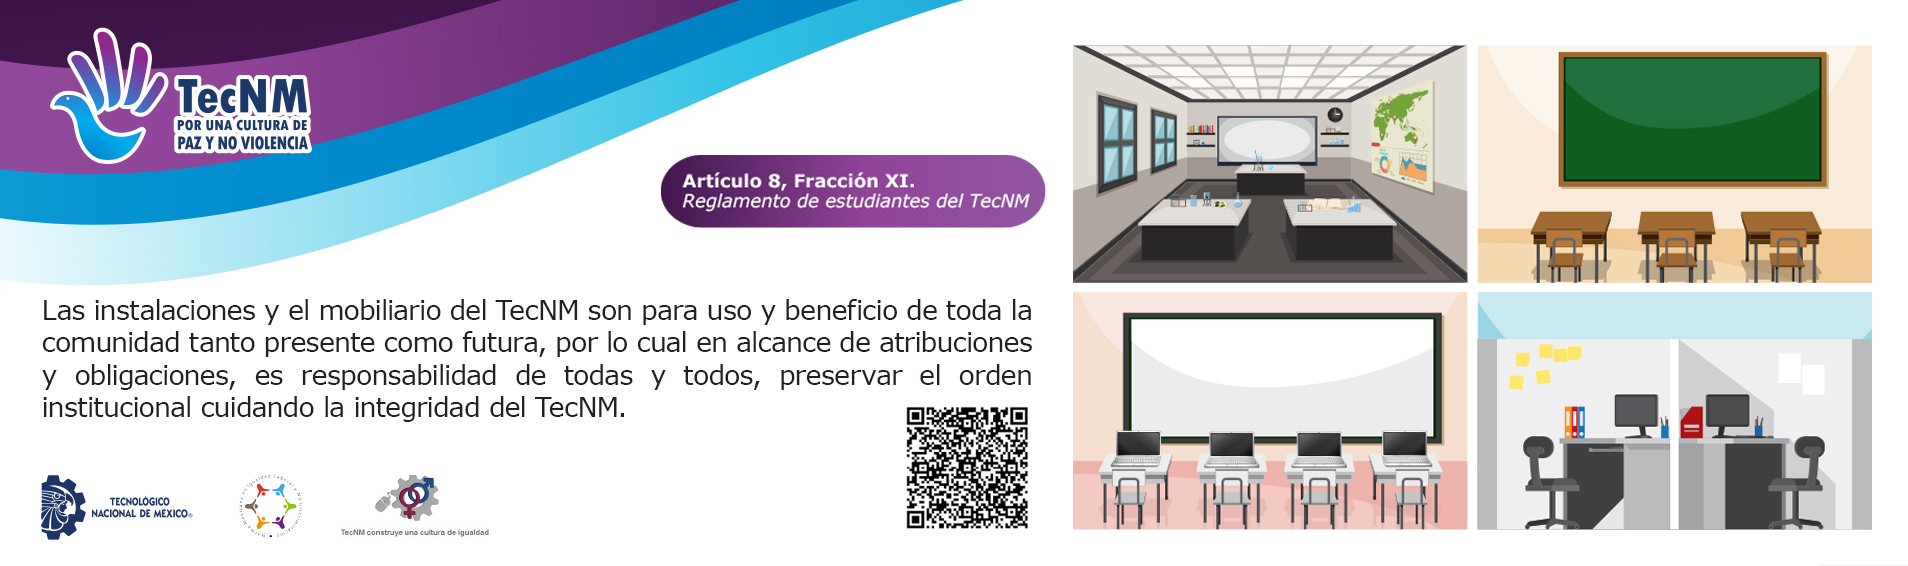 TecNM
POR UNA CULTURA DE
PAZ Y NO VIOLENCIA
Artículo 8, Fracción XI.
Reglamento de estudiantes del TecNM
Las instalaciones y el mobiliario del TecNM son para uso y beneficio de toda la
comunidad tanto presente como futura, por lo cual en alcance de atribuciones
y obligaciones, es responsabilidad de todas y todos, preservar el orden
institucional cuidando la integridad del TecNM.
TECNOLÓGICO
NACIONAL DE MÉXICO®
TecNM construye una cultura de igualdad